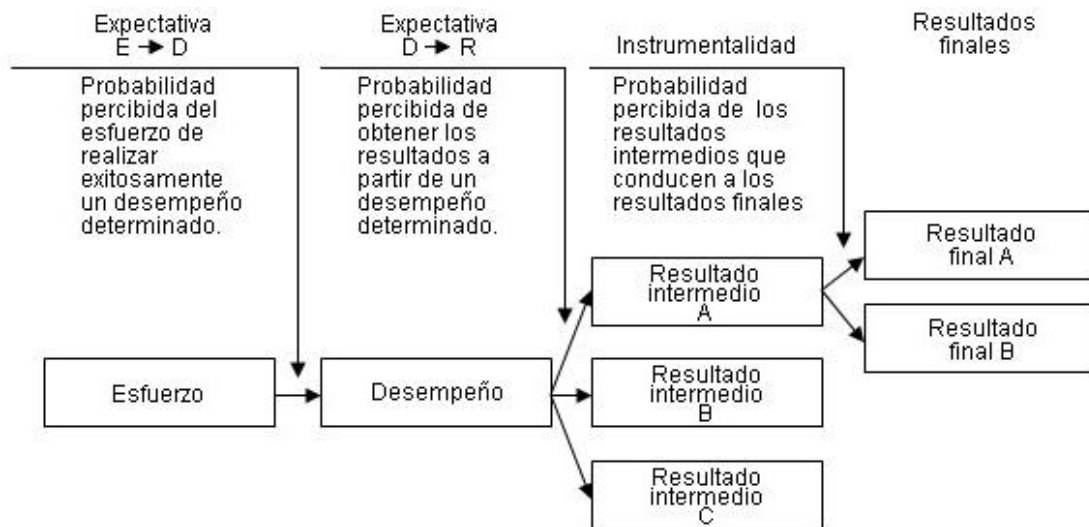 Expectativa
E → D
Probabilidad
percibida del
esfuerzo de
realizar
exitosamente
un desempeño
determinado.
Expectativa
D → R
Probabilidad
percibida de
obtener los
resultados a
partir de un
desempeño
determinado.
Instrumentalidad
Probabilidad
percibida de los
resultados
intermedios que
conducen a los
resultados finales
Resultados
finales
Esfuerzo
Desempeño
Resultado
intermedio
A
Resultado
intermedio
B
Resultado
intermedio
C
Resultado
final A
Resultado
final B